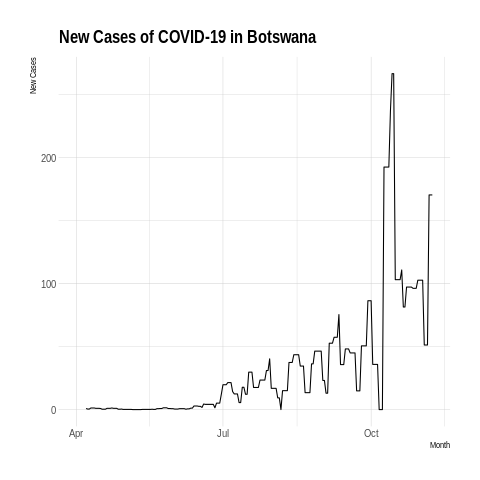 New Cases of COVID-19 in Botswana
New Cases
200
100
0
Apr
Jul
Oct
Month